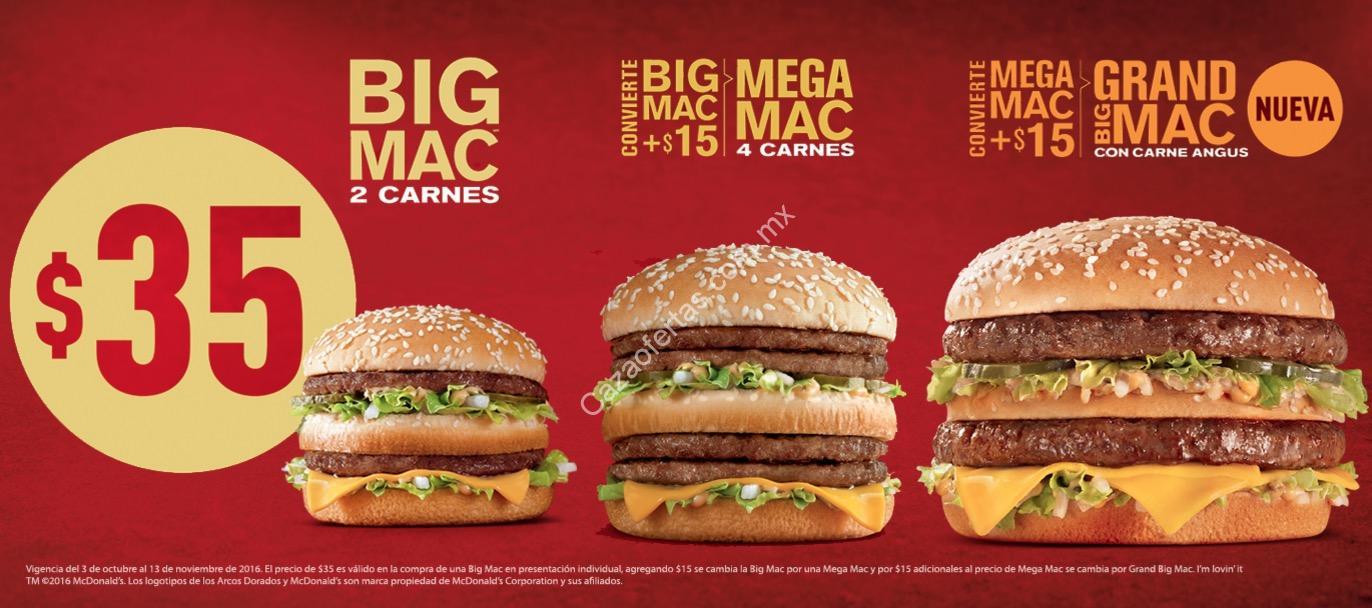 $35
BIG
MAC
2 CARNES
CONVIERTE
BIG
MAC
+$15
MEGA
MAC
4 CARNES
CONVIERTE
MEGA
MAC
+$15
GRAND
BIG MAC
CON CARNE ANGUS
NUEVA
Cazaofertas.com.mx
Vigencia del 3 de octubre al 13 de noviembre de 2016. El precio de $35 es válido en la compra de una Big Mac en presentación individual, agregando $15 se cambia la Big Mac por una Mega Mac y por $15 adicionales al precio de Mega Mac se cambia por Grand Big Mac. I'm lovin' it
TM ©2016 McDonald's. Los logotipos de los Arcos Dorados y McDonald's son marca propiedad de McDonald's Corporation y sus afiliados.